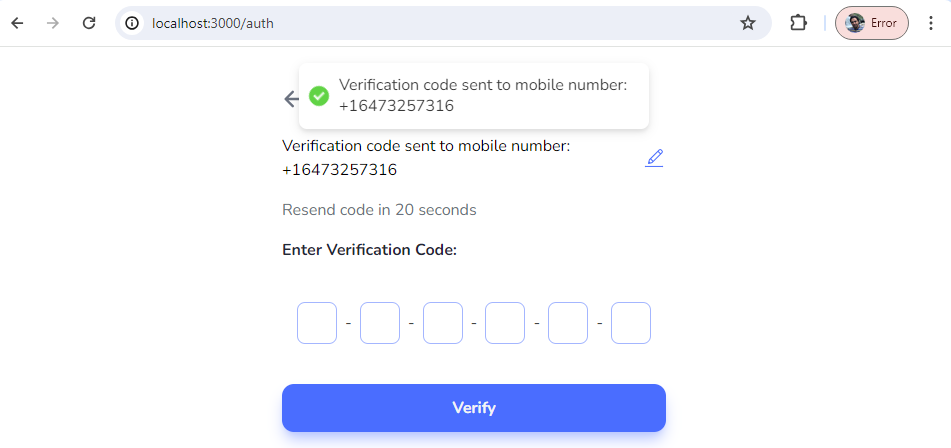 localhost:3000/auth
Error
Verification code sent to mobile number:
+16473257316
Verification code sent to mobile number:
+16473257316
Resend code in 20 seconds
Enter Verification Code:
- - - - -
Verify